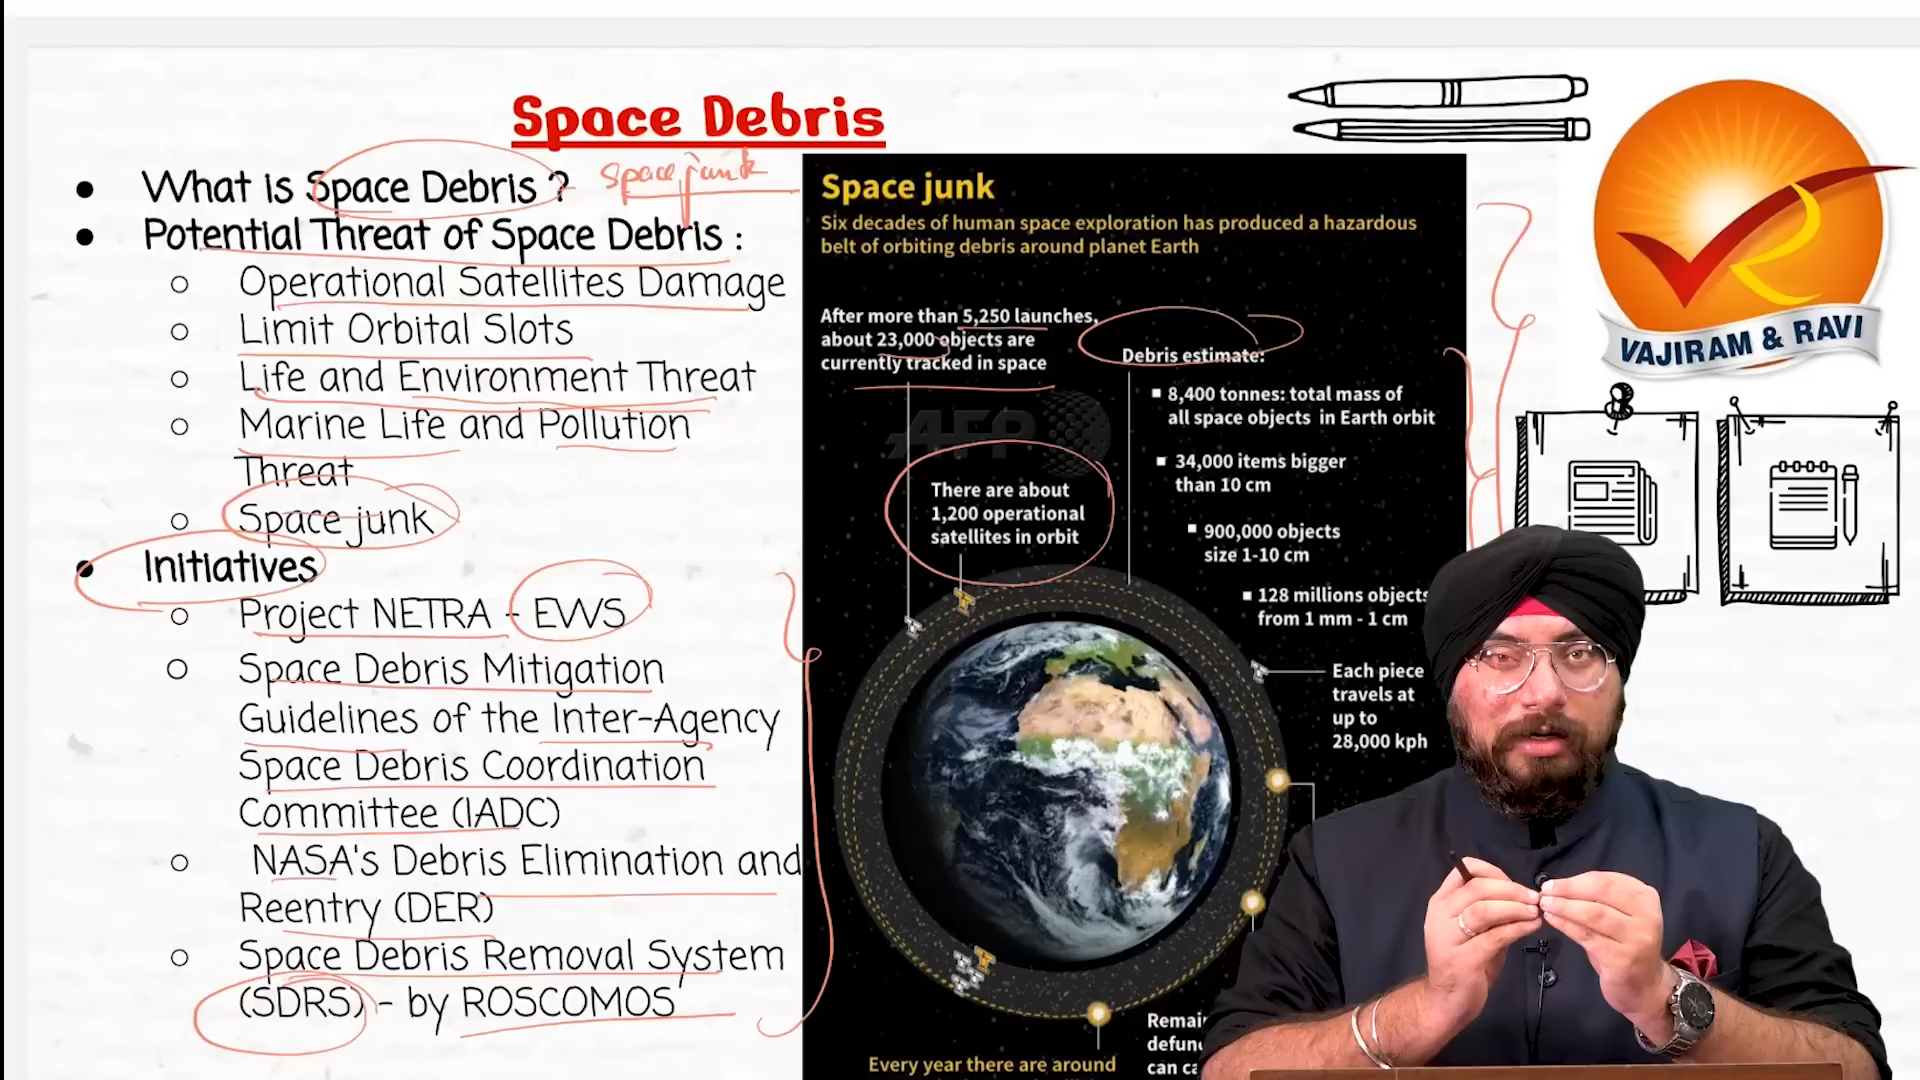 Space Debris
What is Space Debris ?
space junk
Potential Threat of Space Debris :
Operational Satellites Damage
Limit Orbital Slots
Life and Environment Threat
Marine Life and Pollution
Threat
Space junk
Initiatives
Project NETRA - EWS
Space Debris Mitigation
Guidelines of the Inter-Agency
Space Debris Coordination
Committee (IADC)
NASA's Debris Elimination and
Reentry (DER)
Space Debris Removal System
(SDRS) - by ROSCOMOS
Space junk
Six decades of human space exploration has produced a hazardous
belt of orbiting debris around planet Earth
After more than 5,250 launches,
about 23,000 objects are
currently tracked in space
Debris estimate:
8,400 tonnes: total mass of
all space objects in Earth orbit
34,000 items bigger
than 10 cm
900,000 objects
size 1-10 cm
128 millions objects
from 1 mm - 1 cm
AFP
There are about
1,200 operational
satellites in orbit
Each piece
travels at
up to
28,000 kph
Every year there are around
can
VAJIRAM & RAVI